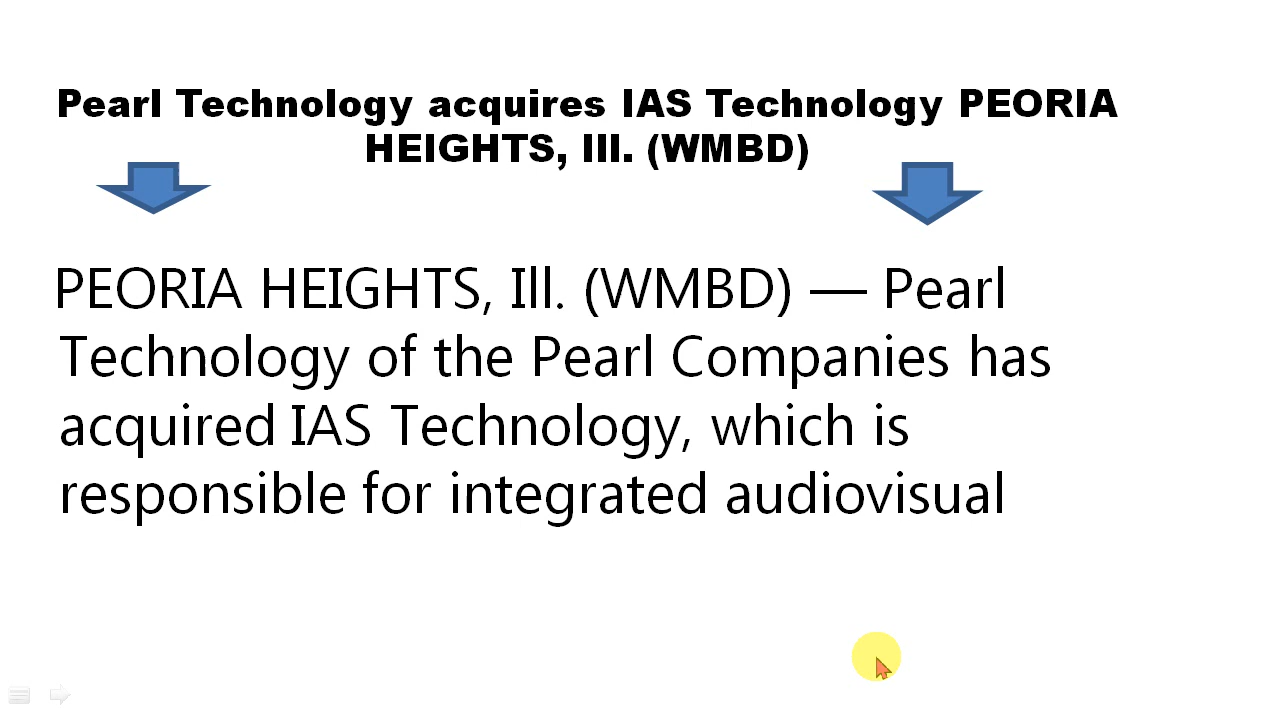 Pearl Technology acquires IAS Technology PEORIA
HEIGHTS, Ill. (WMBD)
PEORIA HEIGHTS, Ill. (WMBD) — Pearl
Technology of the Pearl Companies has
acquired IAS Technology, which is
responsible for integrated audiovisual